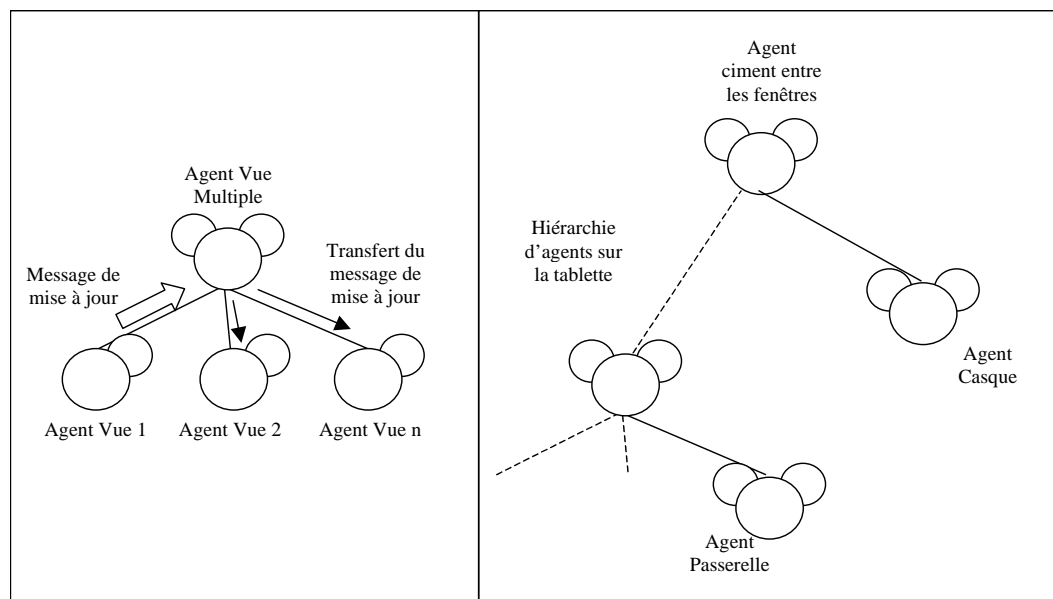 Agent Vue
Multiple
Message de
mise à jour
Transfert du
message de
mise à jour
Agent Vue 1
Agent Vue 2
Agent Vue n
Agent
ciment entre
les fenêtres
Hiérarchie
d'agents sur
la tablette
Agent
Casque
Agent
Passerelle